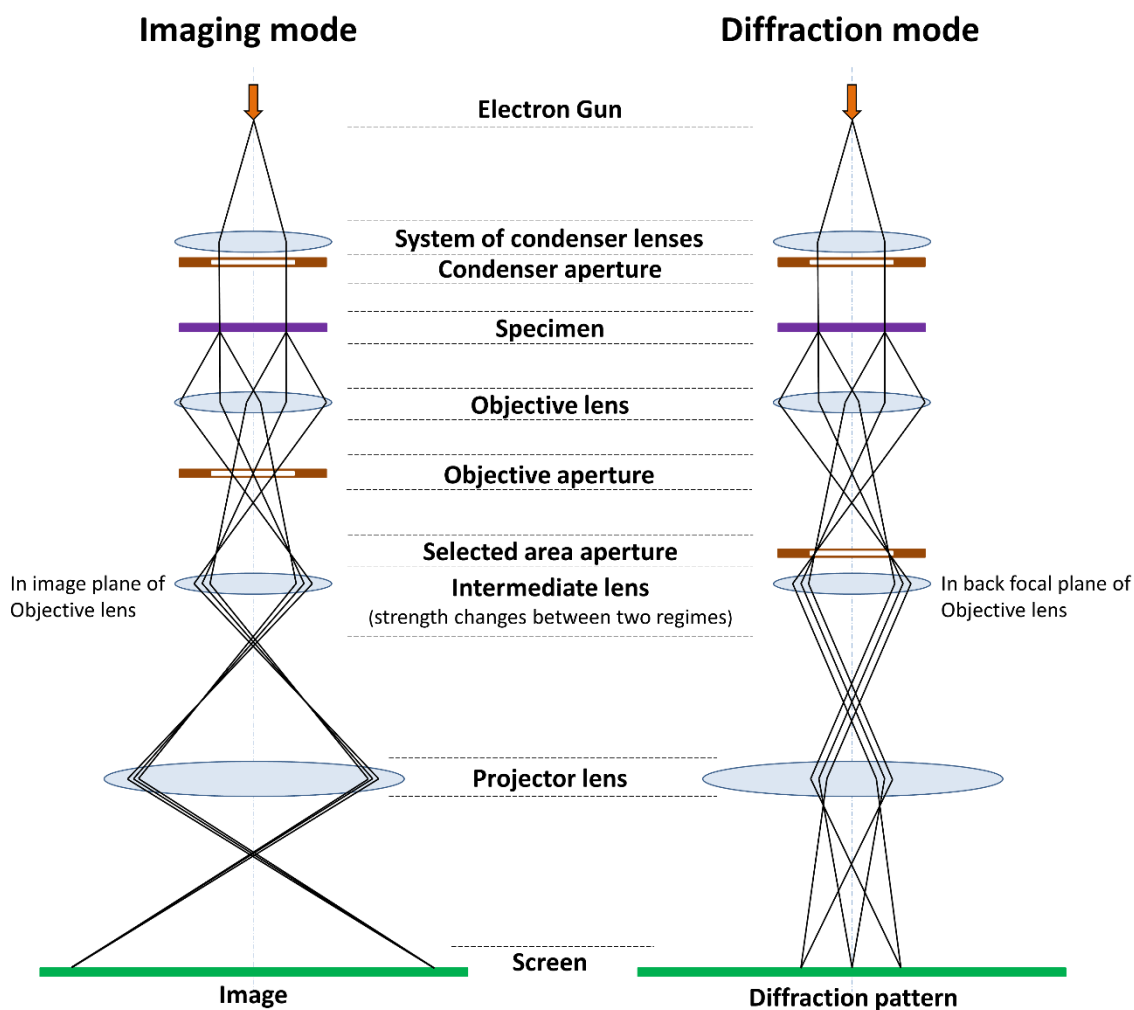 Imaging mode
Diffraction mode
Electron Gun
System of condenser lenses
Condenser aperture
Specimen
Objective lens
Objective aperture
Selected area aperture
In image plane of
Objective lens
Intermediate lens
(strength changes between two regimes)
In back focal plane of
Objective lens
Projector lens
Screen
Image
Diffraction pattern